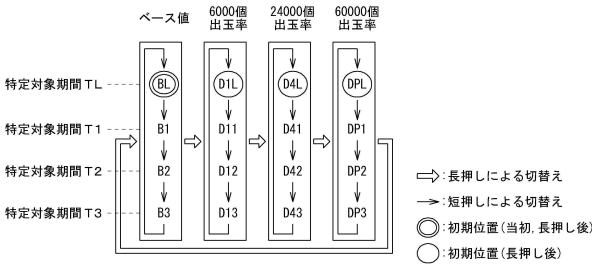 ベース値 6000個出玉率 24000個出玉率 60000個出玉率
特定対象期間TL BL D1L D4L DPL
特定対象期間T1 B1 D11 D41 DP1
特定対象期間T2 B2 D12 D42 DP2
特定対象期間T3 B3 D13 D43 DP3
:長押しによる切替え
:短押しによる切替え
:初期位置(当初,長押し後)
:初期位置(長押し後)